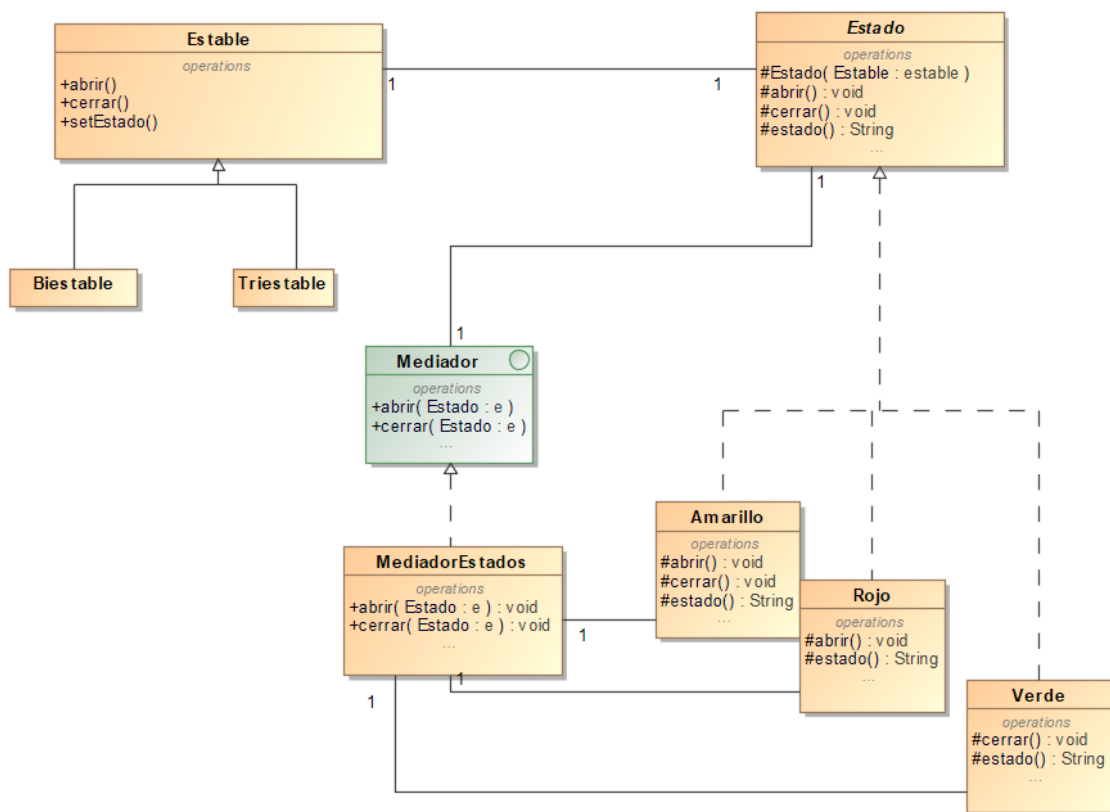 Estable
operations
+abrir()
+cerrar()
+setEstado()
1
1
Estado
operations
#Estado( Estable : estable )
#abrir() : void
#cerrar() : void
#estado() : String
...
1
Biestable
Triestable
1
Mediador
operations
+abrir( Estado : e )
+cerrar( Estado : e )
...
MediadorEstados
operations
+abrir( Estado : e ) : void
+cerrar( Estado : e ) : void
...
1
1
1
Amarillo
operations
#abrir() : void
#cerrar() : void
#estado() : String
...
Rojo
operations
#abrir() : void
#estado() : String
...
Verde
operations
#cerrar() : void
#estado() : String
...